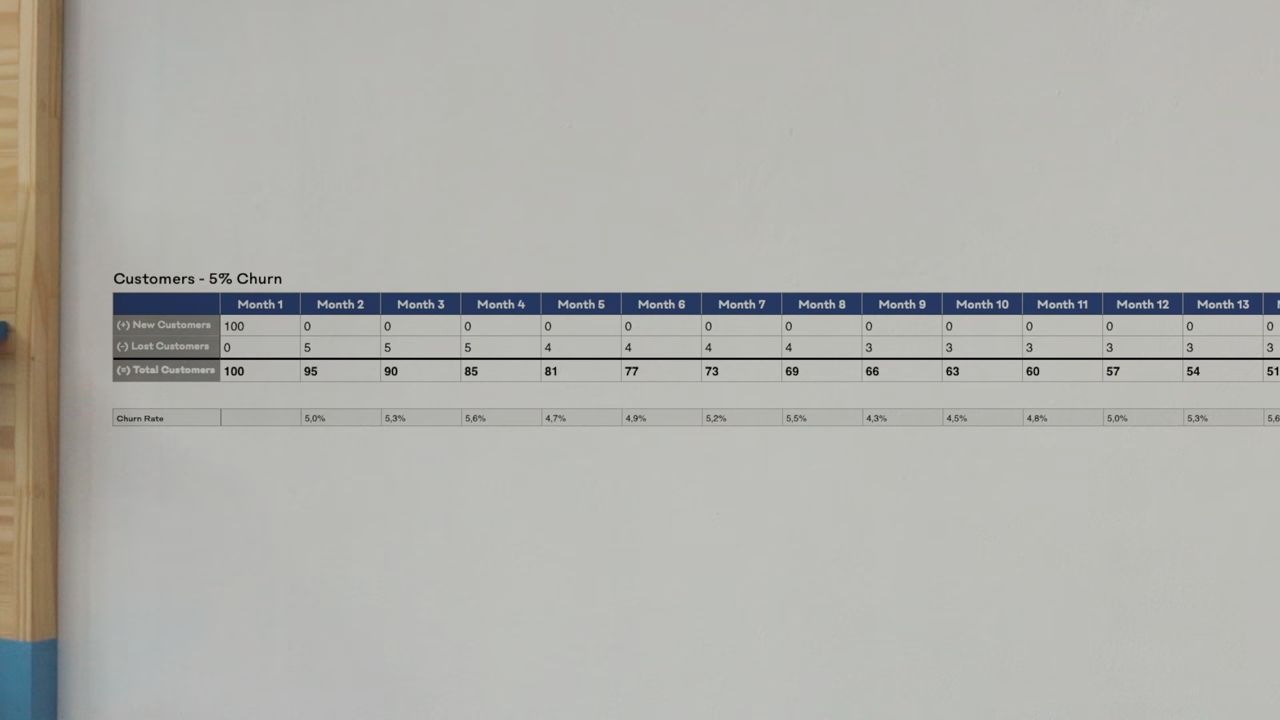 Customers - 5% Churn
Month 1 Month 2 Month 3 Month 4 Month 5 Month 6 Month 7 Month 8 Month 9 Month 10 Month 11 Month 12 Month 13
(+) New Customers 100 0 0 0 0 0 0 0 0 0 0 0 0 0
(-) Lost Customers 0 5 5 5 4 4 4 4 3 3 3 3 3 3
(=) Total Customers 100 95 90 85 81 77 73 69 66 63 60 57 54 51
Churn Rate 5,0% 5,3% 5,6% 4,7% 4,9% 5,2% 5,5% 4,3% 4,5% 4,8% 5,0% 5,3% 5,6